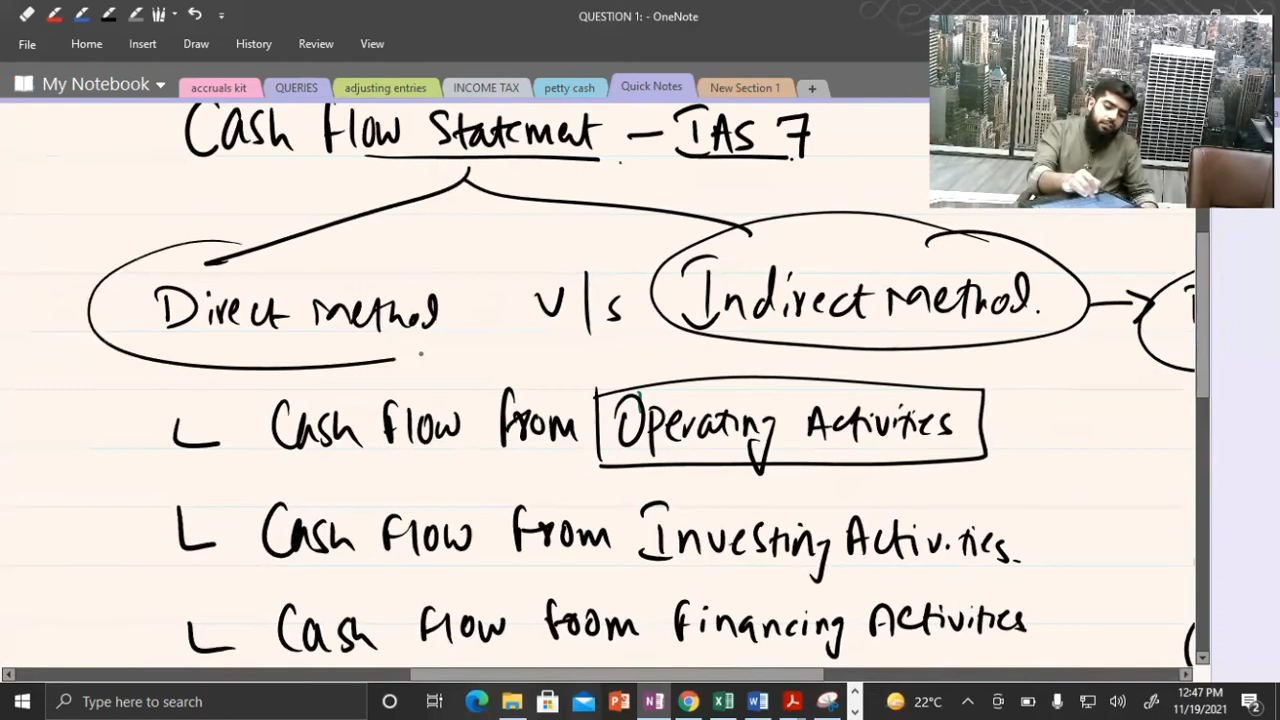 QUESTION 1: - OneNote
File Home Insert Draw History Review View
My Notebook accruals kit QUERIES adjusting entries INCOMETAX petty cash Quick Notes New Section 1 +
Cash Flow Statement - IAS 7
Direct Method v/s Indirect Method.
Cash Flow from Operating Activities
Cash Flow from Investing Activities.
Cash Flow from Financing Activities
Type here to search
22°C
12:47 PM
11/19/2021
2